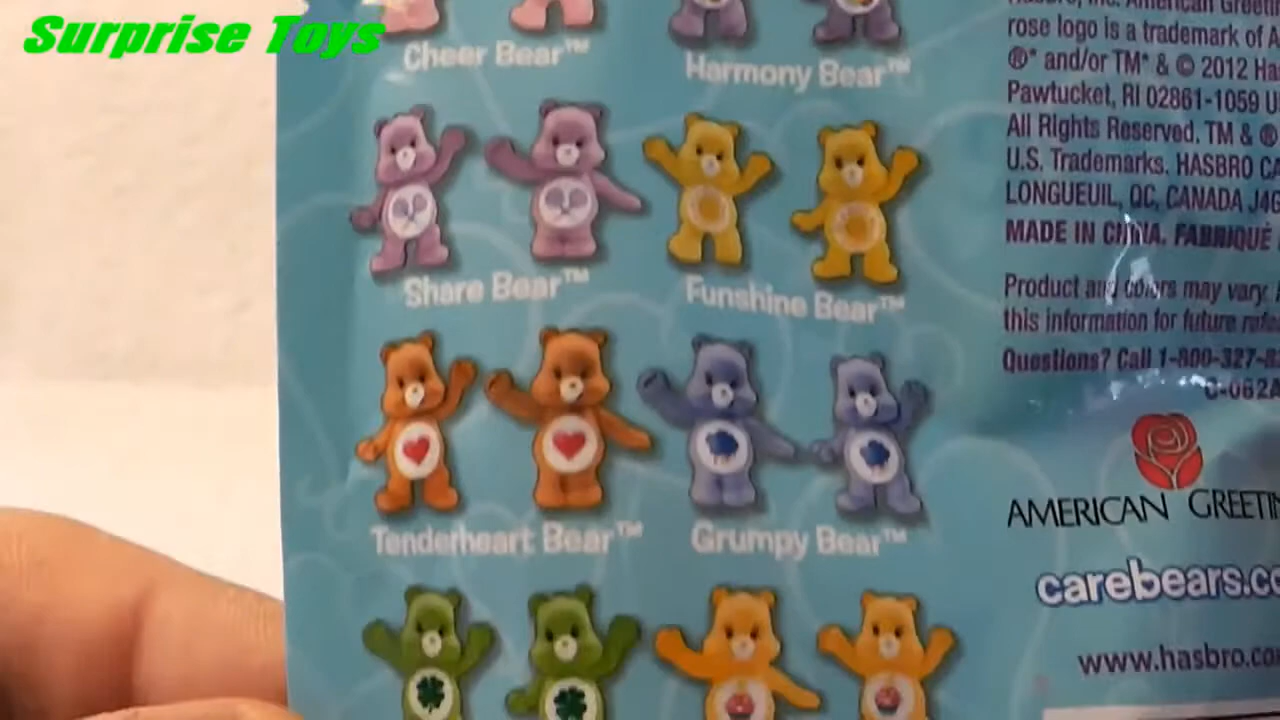 Surprise Toys
Cheer Bear™
Harmony Bear™
Share Bear™
Funshine Bear™
Tenderheart Bear™
Grumpy Bear™
rose logo is a trademark of A
®* and/or TM* & © 2012 Ha
Pawtucket, RI 02861-1059 U
All Rights Reserved. TM & ®
U.S. Trademarks. HASBRO CA
LONGUEUIL, QC, CANADA J4G
MADE IN CHINA. FABRIQUÉ
Product and colors may vary.
this information for future refe
Questions? Call 1-800-327-8
C-062A
AMERICAN GREETIN
carebears.co
www.hasbro.co